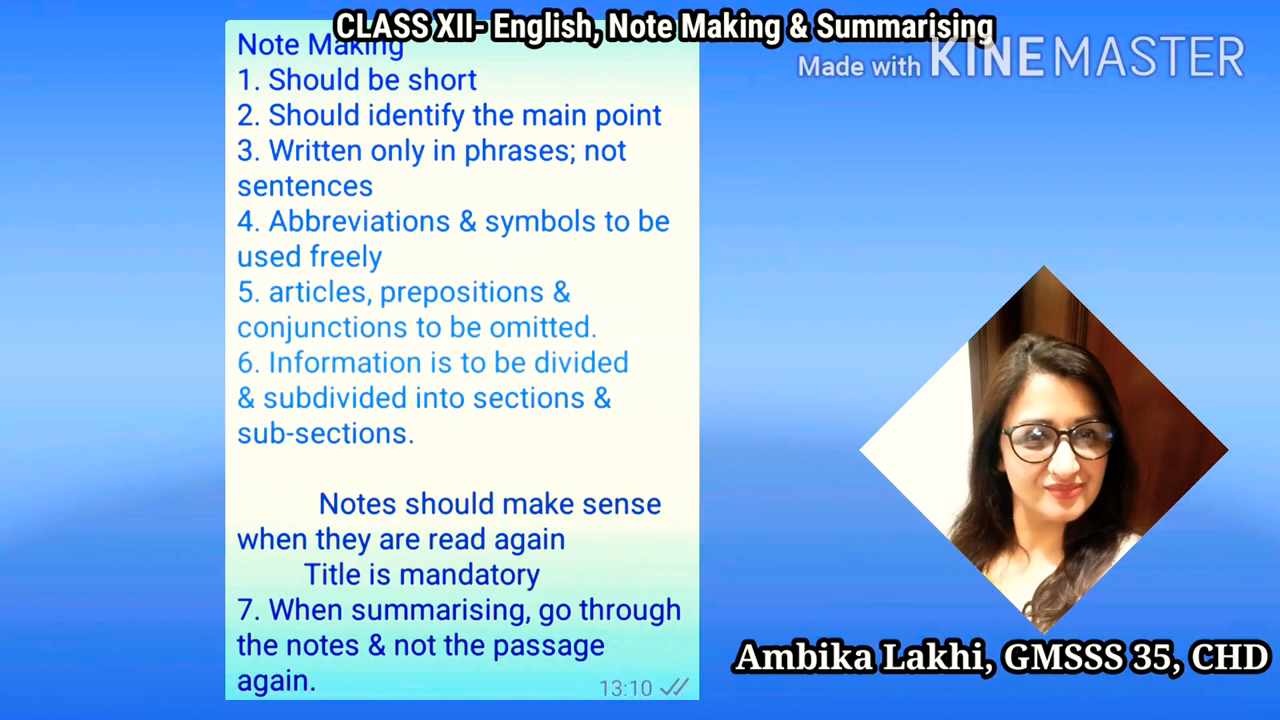 CLASS XII- English, Note Making & Summarising
Made with KINEMASTER
Note Making
1. Should be short
2. Should identify the main point
3. Written only in phrases; not
sentences
4. Abbreviations & symbols to be
used freely
5. articles, prepositions &
conjunctions to be omitted.
6. Information is to be divided
& subdivided into sections &
sub-sections.
Notes should make sense
when they are read again
Title is mandatory
7. When summarising, go through
the notes & not the passage
again.
13:10
Ambika Lakhi, GMSSS 35, CHD